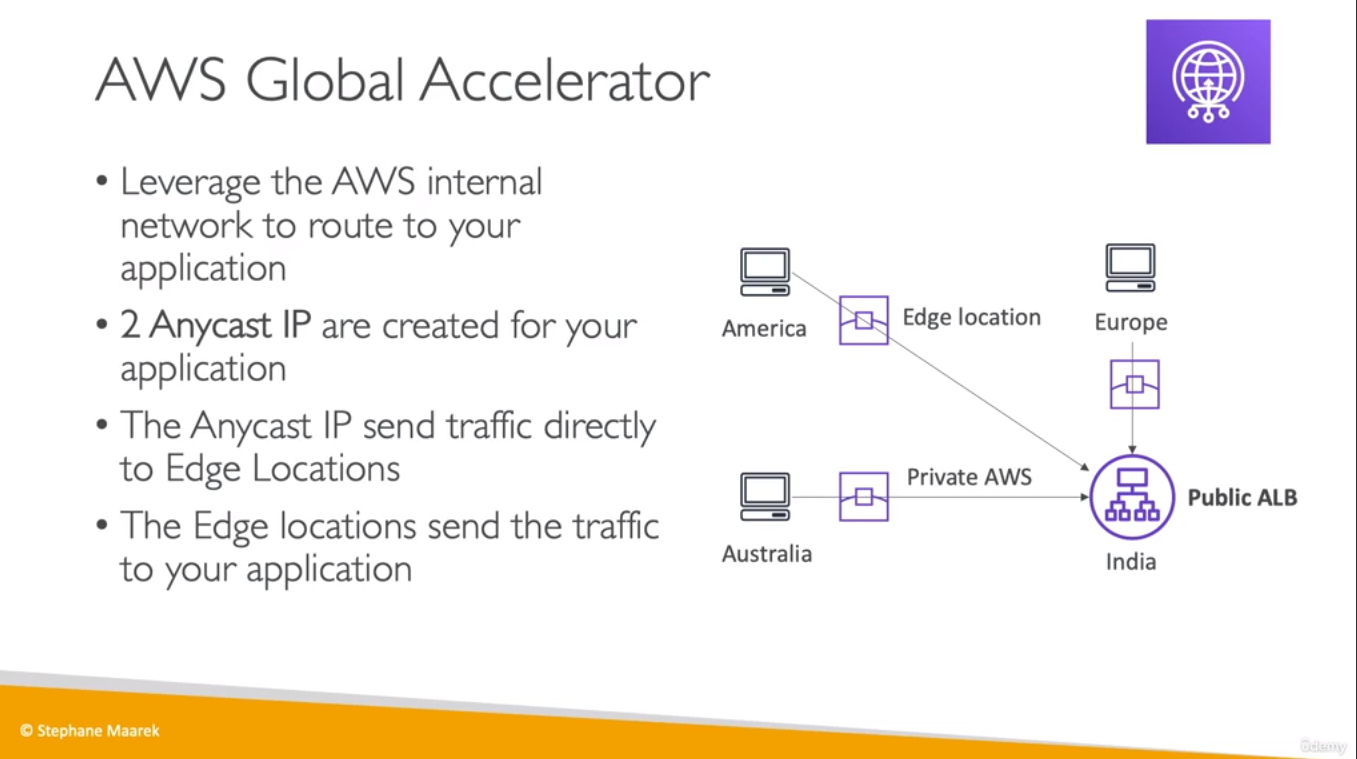 AWS Global Accelerator
• Leverage the AWS internal
network to route to your
application
• 2 Anycast IP are created for your
application
• The Anycast IP send traffic directly
to Edge Locations
• The Edge locations send the traffic
to your application
America
Edge location
Europe
Private AWS
Public ALB
Australia
India
© Stephane Maarek
ûdemy